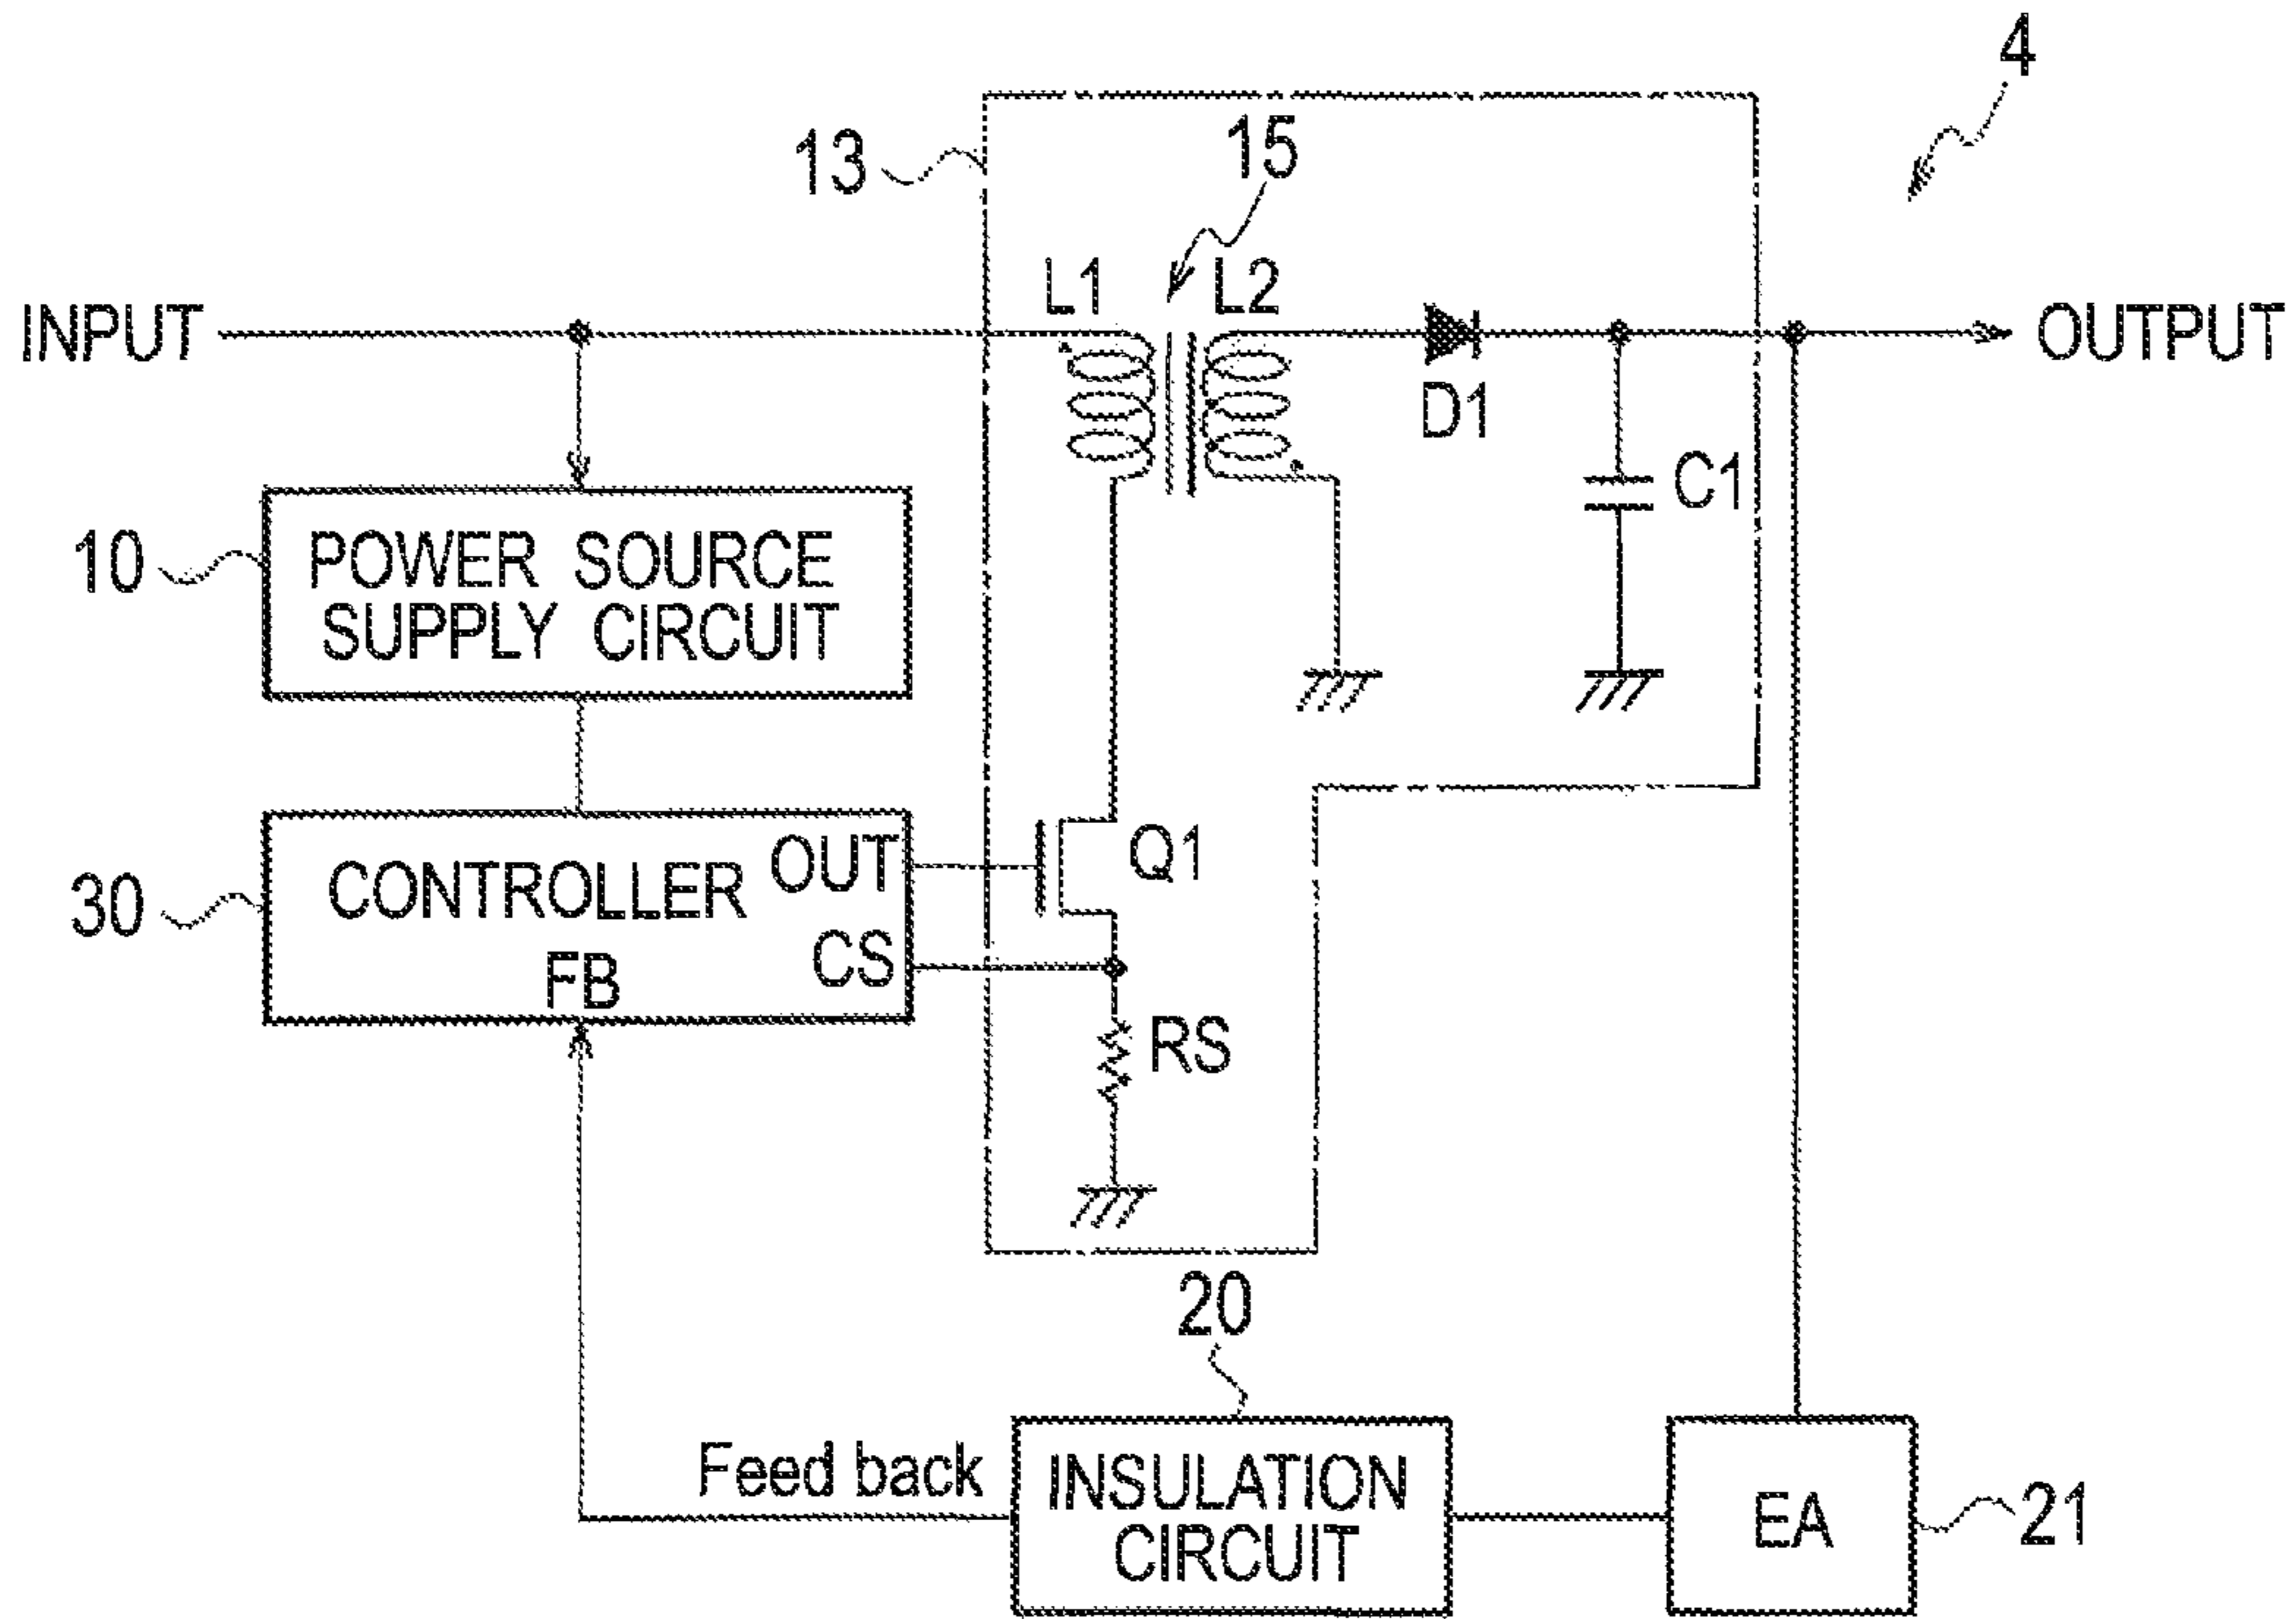 4
13
15
L1
L2
INPUT
OUTPUT
D1
C1
10
POWER SOURCE
SUPPLY CIRCUIT
OUT
Q1
30
CONTROLLER
CS
FB
RS
20
Feed back
INSULATION
CIRCUIT
EA
21